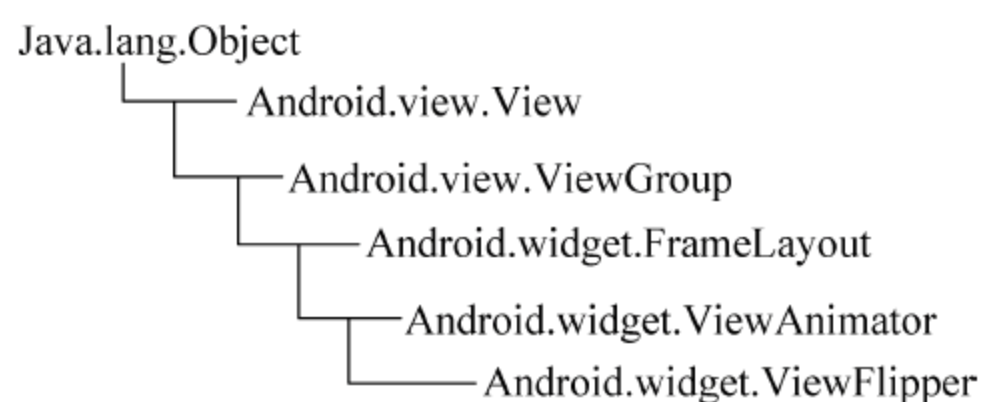 Java.lang.Object
Android.view.View
Android.view.ViewGroup
Android.widget.FrameLayout
Android.widget.ViewAnimator
Android.widget.ViewFlipper